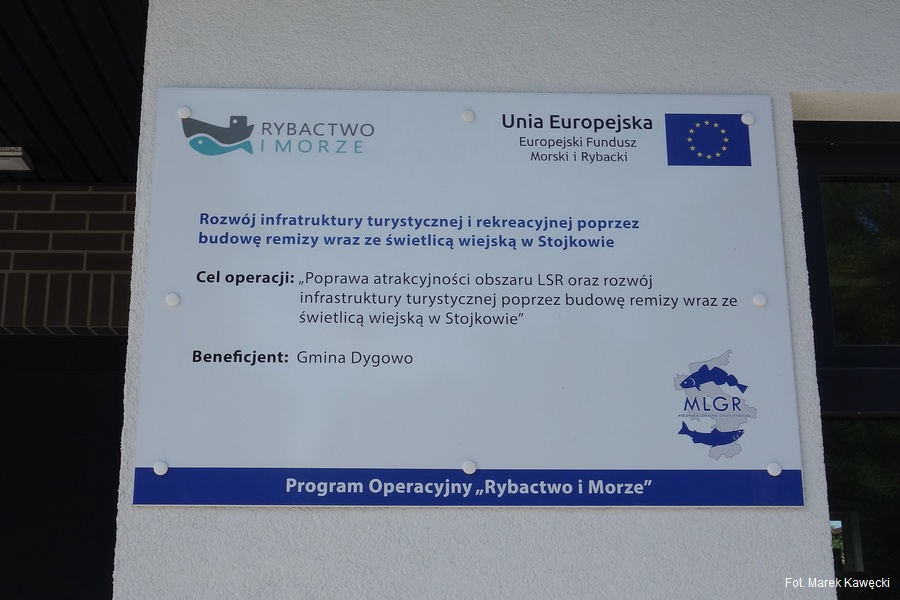 RYBACTWO
I MORZE
Unia Europejska
Europejski Fundusz
Morski i Rybacki
Rozwój infratruktury turystycznej i rekreacyjnej poprzez
budowę remizy wraz ze świetlicą wiejską w Stojkowie
Cel operacji: „Poprawa atrakcyjności obszaru LSR oraz rozwój
infrastruktury turystycznej poprzez budowę remizy wraz ze
świetlicą wiejską w Stojkowie”
Beneficjent: Gmina Dygowo
MLGR
Program Operacyjny „Rybactwo i Morze”
Fot. Marek Kawęcki